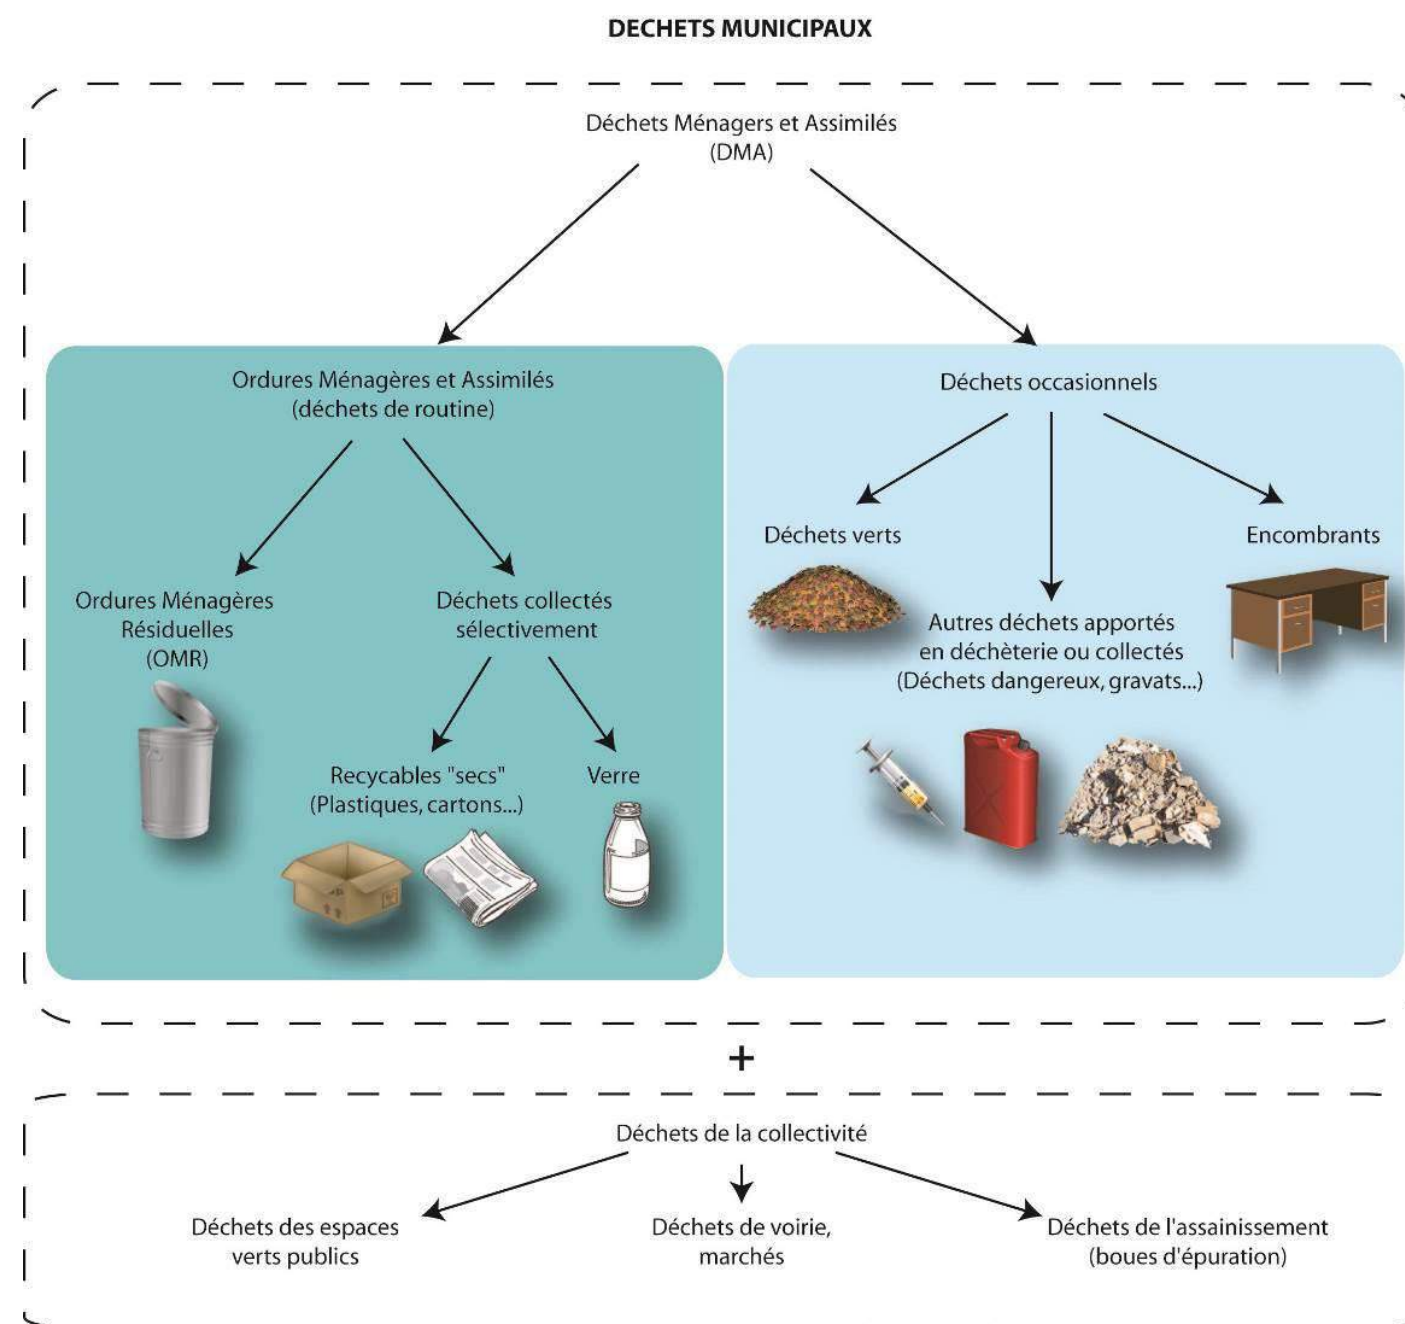 DECHETS MUNICIPAUX
Déchets Ménagers et Assimilés
(DMA)
Ordures Ménagères et Assimilés
(déchets de routine)
Déchets occasionnels
Ordures Ménagères
Résiduelles
(OMR)
Déchets collectés
sélectivement
Déchets verts
Autres déchets apportés
en déchèterie ou collectés
(Déchets dangereux, gravats...)
Encombrants
Recycables "secs"
(Plastiques, cartons...)
Verre
+
Déchets de la collectivité
Déchets des espaces
verts publics
Déchets de voirie,
marchés
Déchets de l'assainissement
(boues d'épuration)